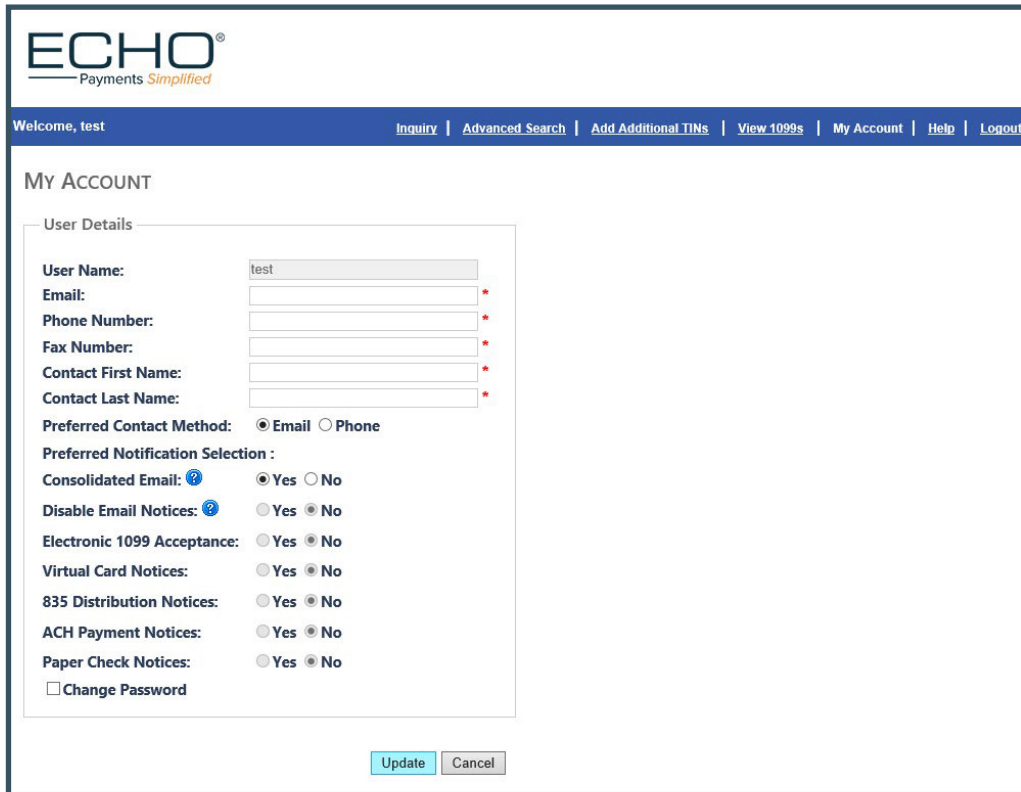 ECHO®
Payments Simplified
Welcome, test Inquiry | Advanced Search | Add Additional TINs | View 1099s | My Account | Help | Logout
MY ACCOUNT
User Details
User Name: test
Email: *
Phone Number: *
Fax Number: *
Contact First Name: *
Contact Last Name: *
Preferred Contact Method: Email Phone
Preferred Notification Selection :
Consolidated Email: ? Yes No
Disable Email Notices: ? Yes No
Electronic 1099 Acceptance: Yes No
Virtual Card Notices: Yes No
835 Distribution Notices: Yes No
ACH Payment Notices: Yes No
Paper Check Notices: Yes No
Change Password
Update Cancel